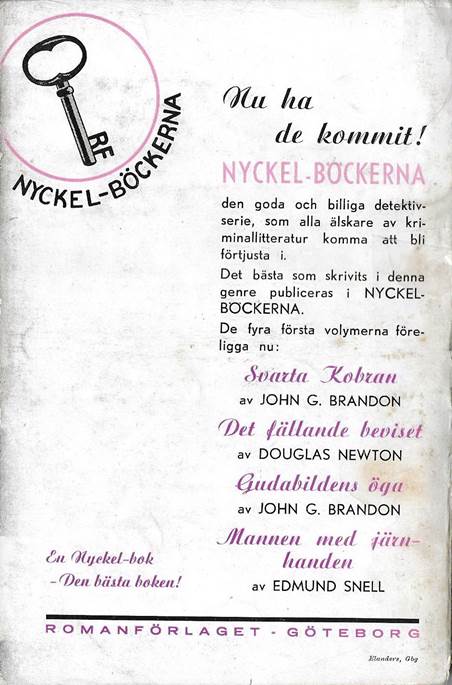 RF
NYCKEL-BÖCKERNA
Nu ha
de kommit!
NYCKEL-BÖCKERNA
den goda och billiga detektiv-
serie, som alla älskare av kri-
minallitteratur komma att bli
förtjusta i.
Det bästa som skrivits i denna
genre publiceras i NYCKEL-
BÖCKERNA.
De fyra första volymerna före-
ligga nu:
Svarta Kobran
av JOHN G. BRANDON
Det fällande beviset
av DOUGLAS NEWTON
Gudabildens öga
av JOHN G. BRANDON
Mannen med järn-
handen
av EDMUND SNELL
En Nyckel-bok
- Den bästa boken!
ROMANFÖRLAGET - GÖTEBORG
Elanders, Gbg